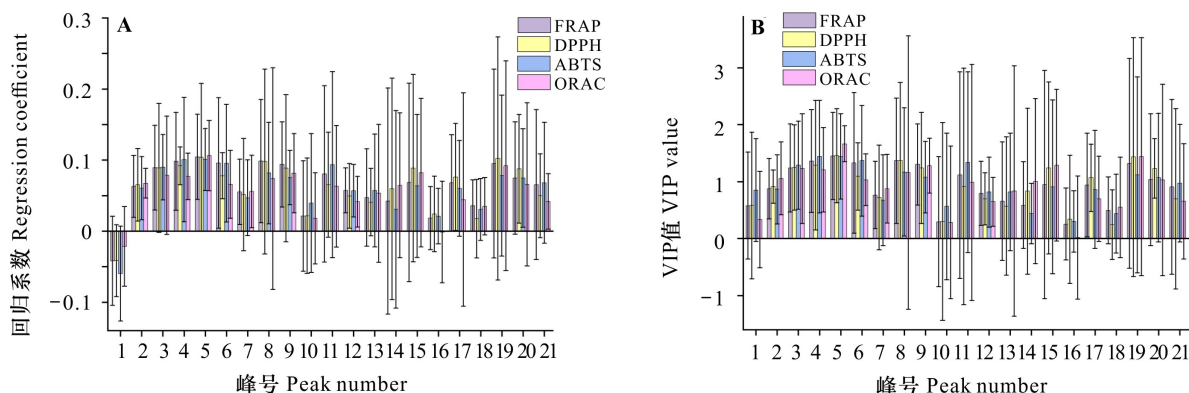 A
FRAP
DPPH
ABTS
ORAC
回归系数 Regression coefficient
0.3
0.2
0.1
0
−0.1
1 2 3 4 5 6 7 8 9 10 11 12 13 14 15 16 17 18 19 20 21
峰号 Peak number
B
FRAP
DPPH
ABTS
ORAC
VIP值 VIP value
3
2
1
0
−1
1 2 3 4 5 6 7 8 9 10 11 12 13 14 15 16 17 18 19 20 21
峰号 Peak number